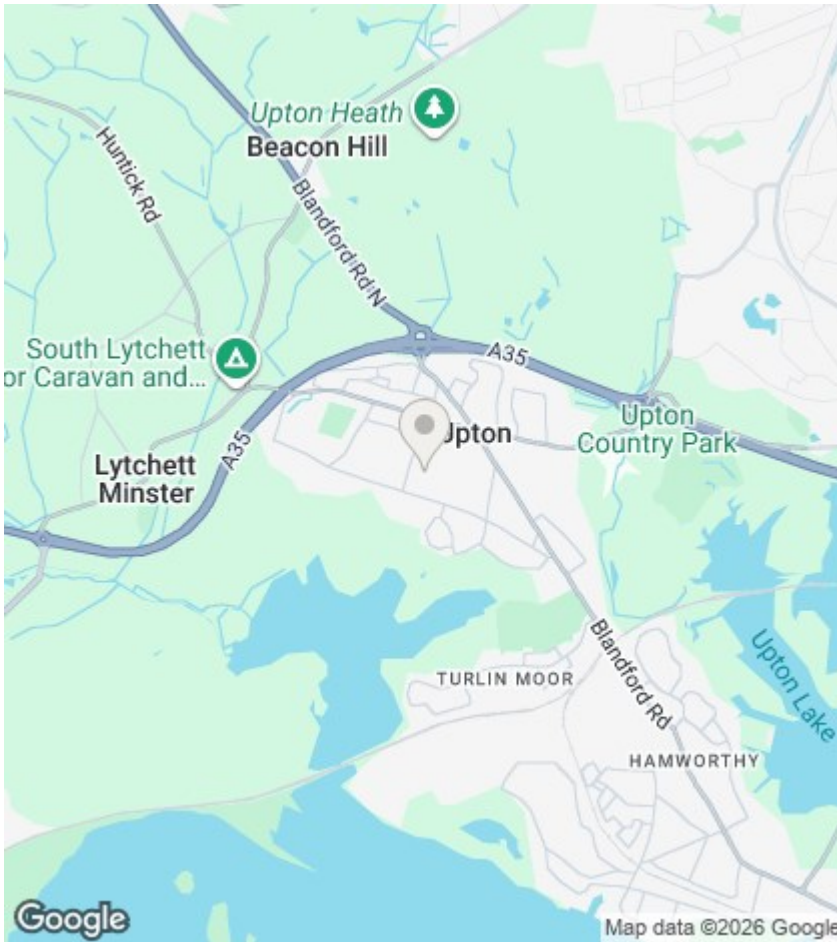 Upton Heath
Beacon Hill
Huntick Rd
Blandford Rd N
South Lytchett
or Caravan and...
A35
A35
Upton
Country Park
Upton
Lytchett
Minster
TURLIN MOOR
Blandford Rd
Upton Lake
HAMWORTHY
Google
Map data ©2026 Google